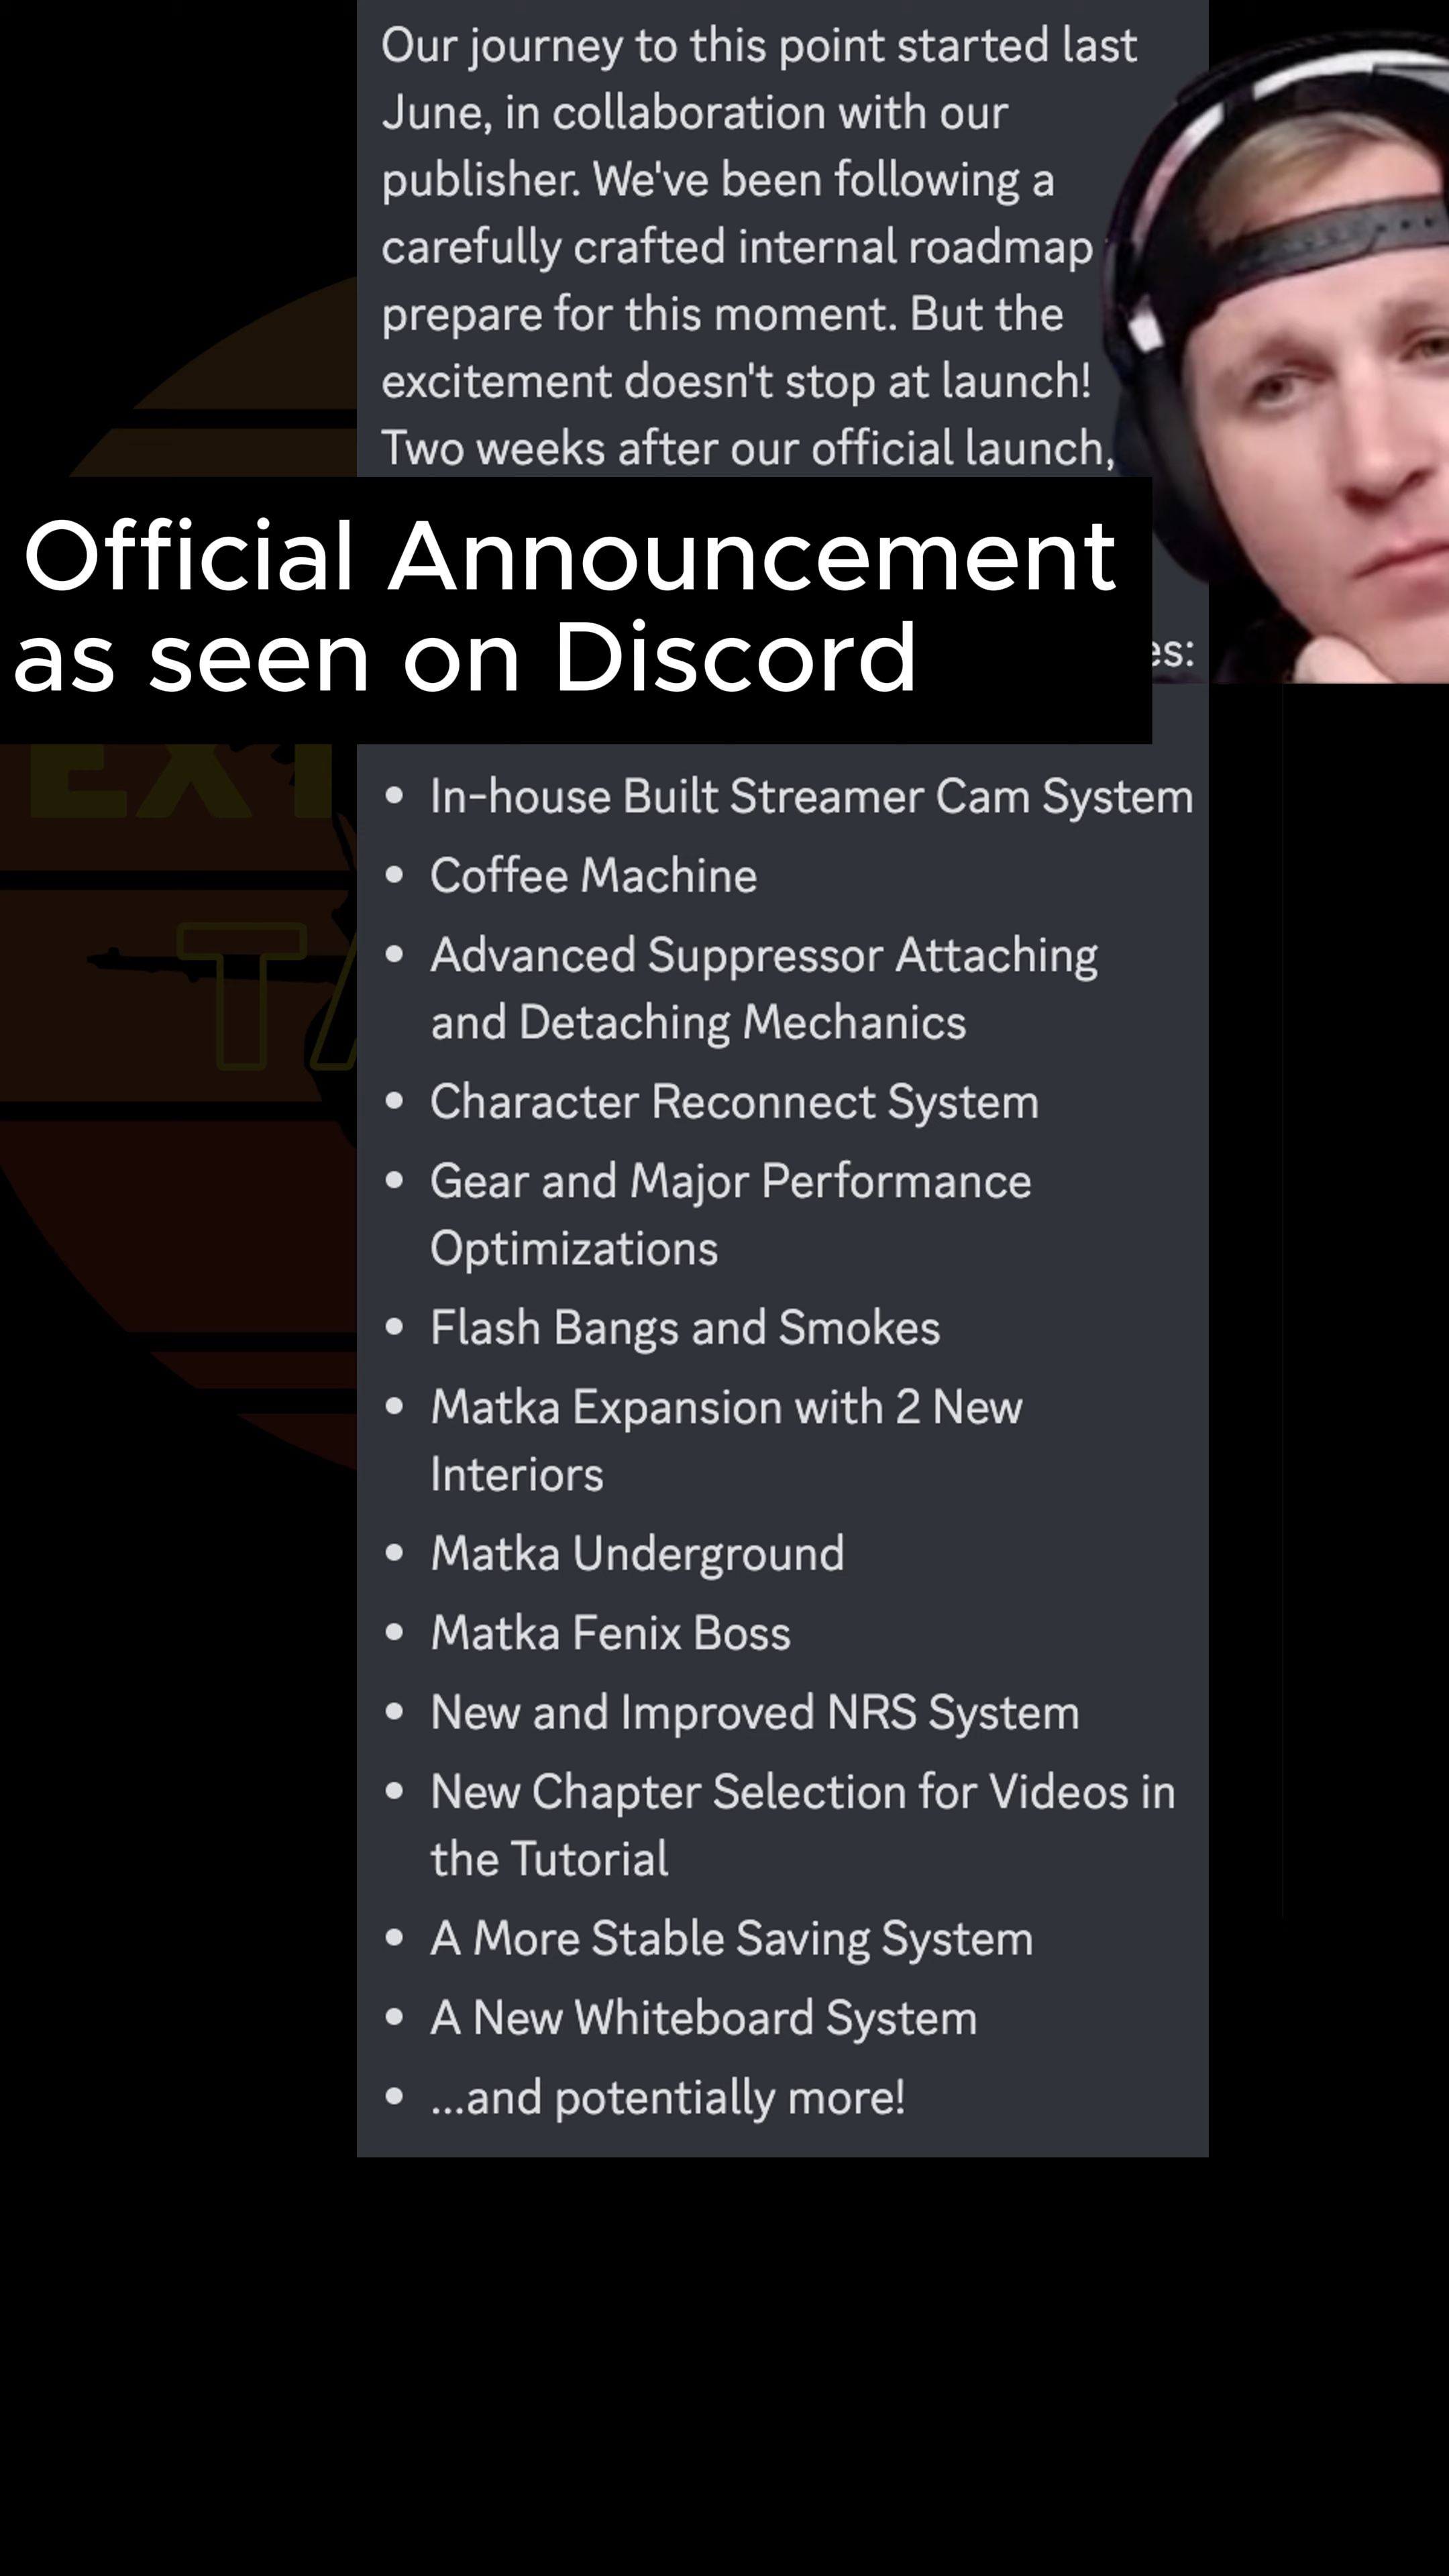 Our journey to this point started last
June, in collaboration with our
publisher. We've been following a
carefully crafted internal roadmap
prepare for this moment. But the
excitement doesn't stop at launch!
Two weeks after our official launch,
Official Announcement
as seen on Discord
es:
EXT
TA
• In-house Built Streamer Cam System
• Coffee Machine
• Advanced Suppressor Attaching
and Detaching Mechanics
• Character Reconnect System
• Gear and Major Performance
Optimizations
• Flash Bangs and Smokes
• Matka Expansion with 2 New
Interiors
• Matka Underground
• Matka Fenix Boss
• New and Improved NRS System
• New Chapter Selection for Videos in
the Tutorial
• A More Stable Saving System
• A New Whiteboard System
• ...and potentially more!